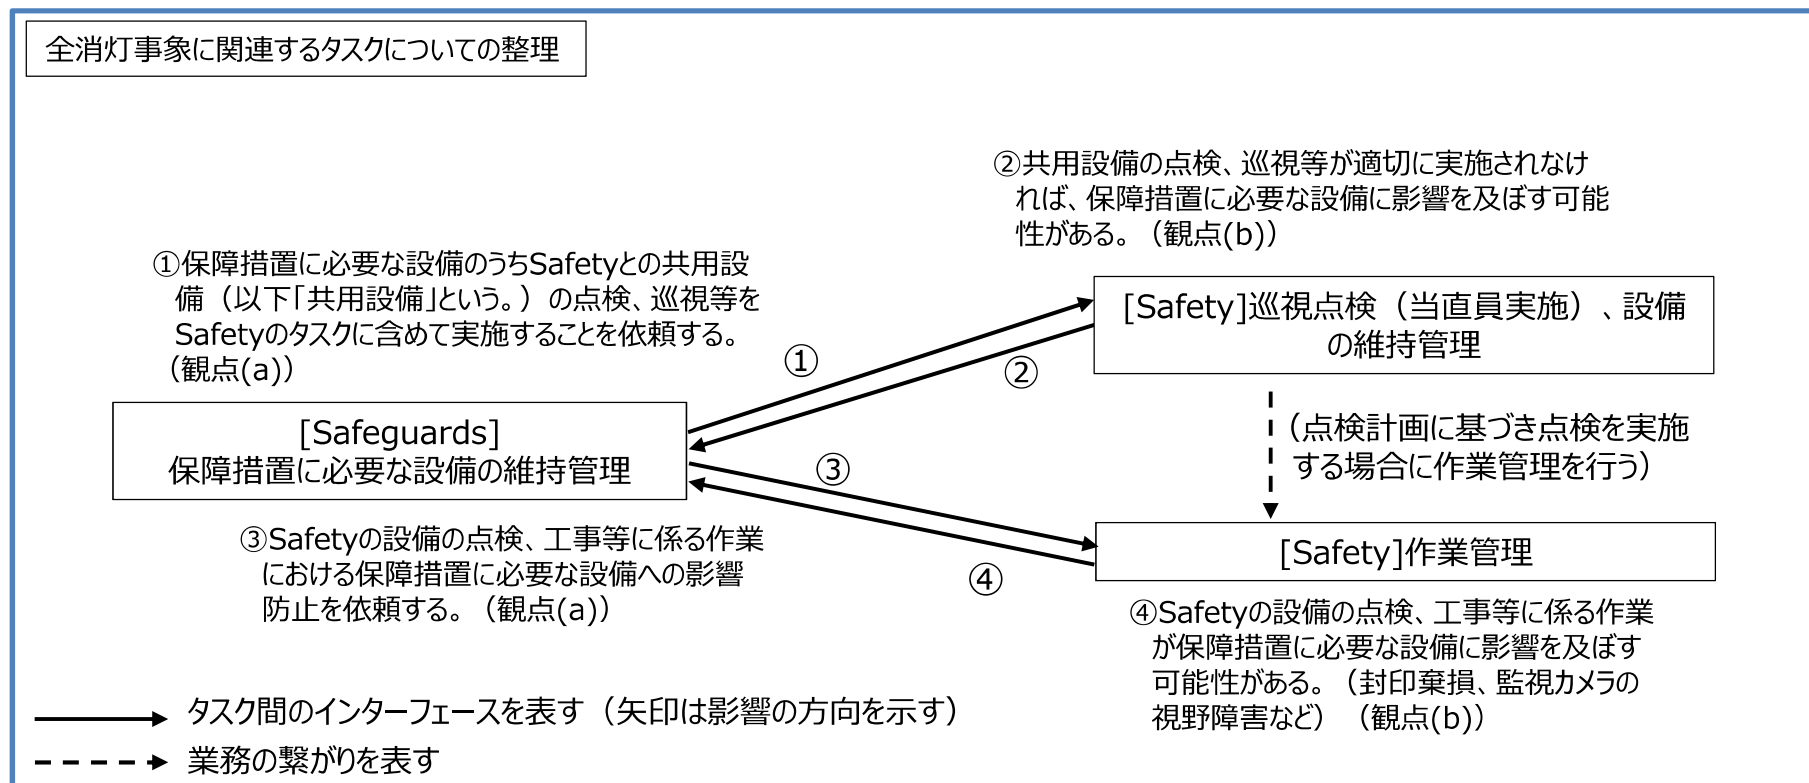 全消灯事象に関連するタスクについての整理
②共用設備の点検、巡視等が適切に実施されなけ
れば、保障措置に必要な設備に影響を及ぼす可能
性がある。（観点(b)）
①保障措置に必要な設備のうちSafetyとの共用設
備（以下「共用設備」という。）の点検、巡視等を
Safetyのタスクに含めて実施することを依頼する。
（観点(a)）
[Safety]巡視点検（当直員実施）、設備
の維持管理
①
②
[Safeguards]
保障措置に必要な設備の維持管理
（点検計画に基づき点検を実施
する場合に作業管理を行う）
③
④
③Safetyの設備の点検、工事等に係る作業
における保障措置に必要な設備への影響
防止を依頼する。（観点(a)）
[Safety]作業管理
④Safetyの設備の点検、工事等に係る作業
が保障措置に必要な設備に影響を及ぼす
可能性がある。（封印棄損、監視カメラの
視野障害など）（観点(b)）
タスク間のインターフェースを表す（矢印は影響の方向を示す）
業務の繋がりを表す